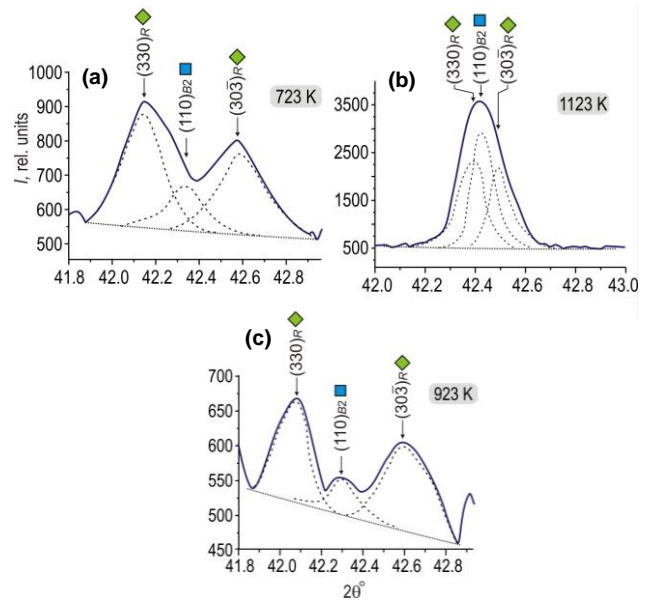 (a)
(330)R
(110)B2
(303̄)R
723 K
I, rel. units
1000
900
800
700
600
500
41.8 42.0 42.2 42.4 42.6 42.8
(b)
(330)R
(110)B2
(303̄)R
1123 K
3500
2500
1500
500
42.0 42.2 42.4 42.6 42.8 43.0
(c)
(330)R
(110)B2
(303̄)R
923 K
700
650
600
550
500
450
41.8 42.0 42.2 42.4 42.6 42.8
2θ°